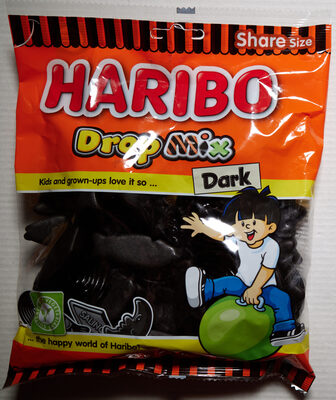 Share Size
HARIBO
Drop Mix
Dark
Kids and grown-ups love it so ...
... the happy world of Haribo!